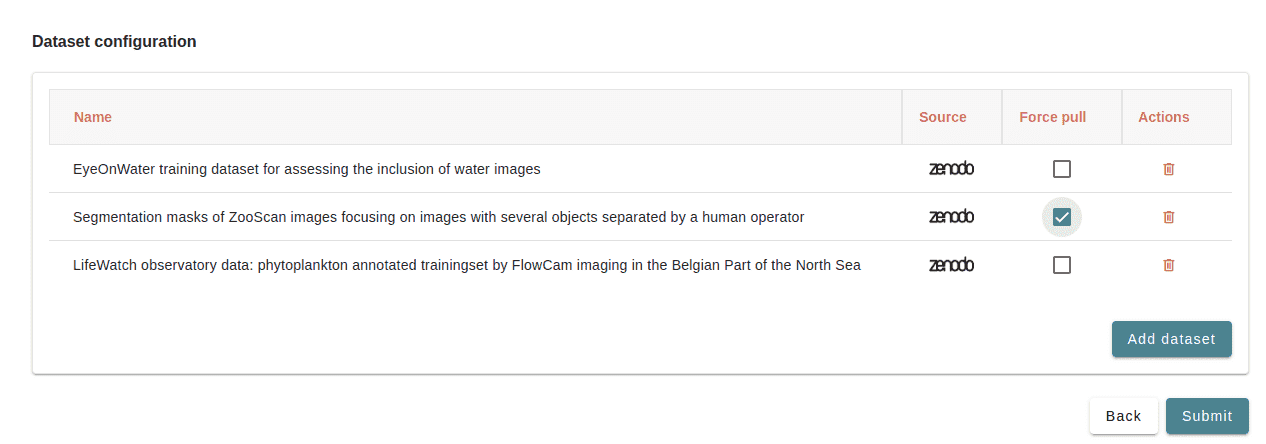 Dataset configuration
Name Source Force pull Actions
EyeOnWater training dataset for assessing the inclusion of water images zenodo
Segmentation masks of ZooScan images focusing on images with several objects separated by a human operator zenodo
LifeWatch observatory data: phytoplankton annotated trainingset by FlowCam imaging in the Belgian Part of the North Sea zenodo
Add dataset
Back Submit